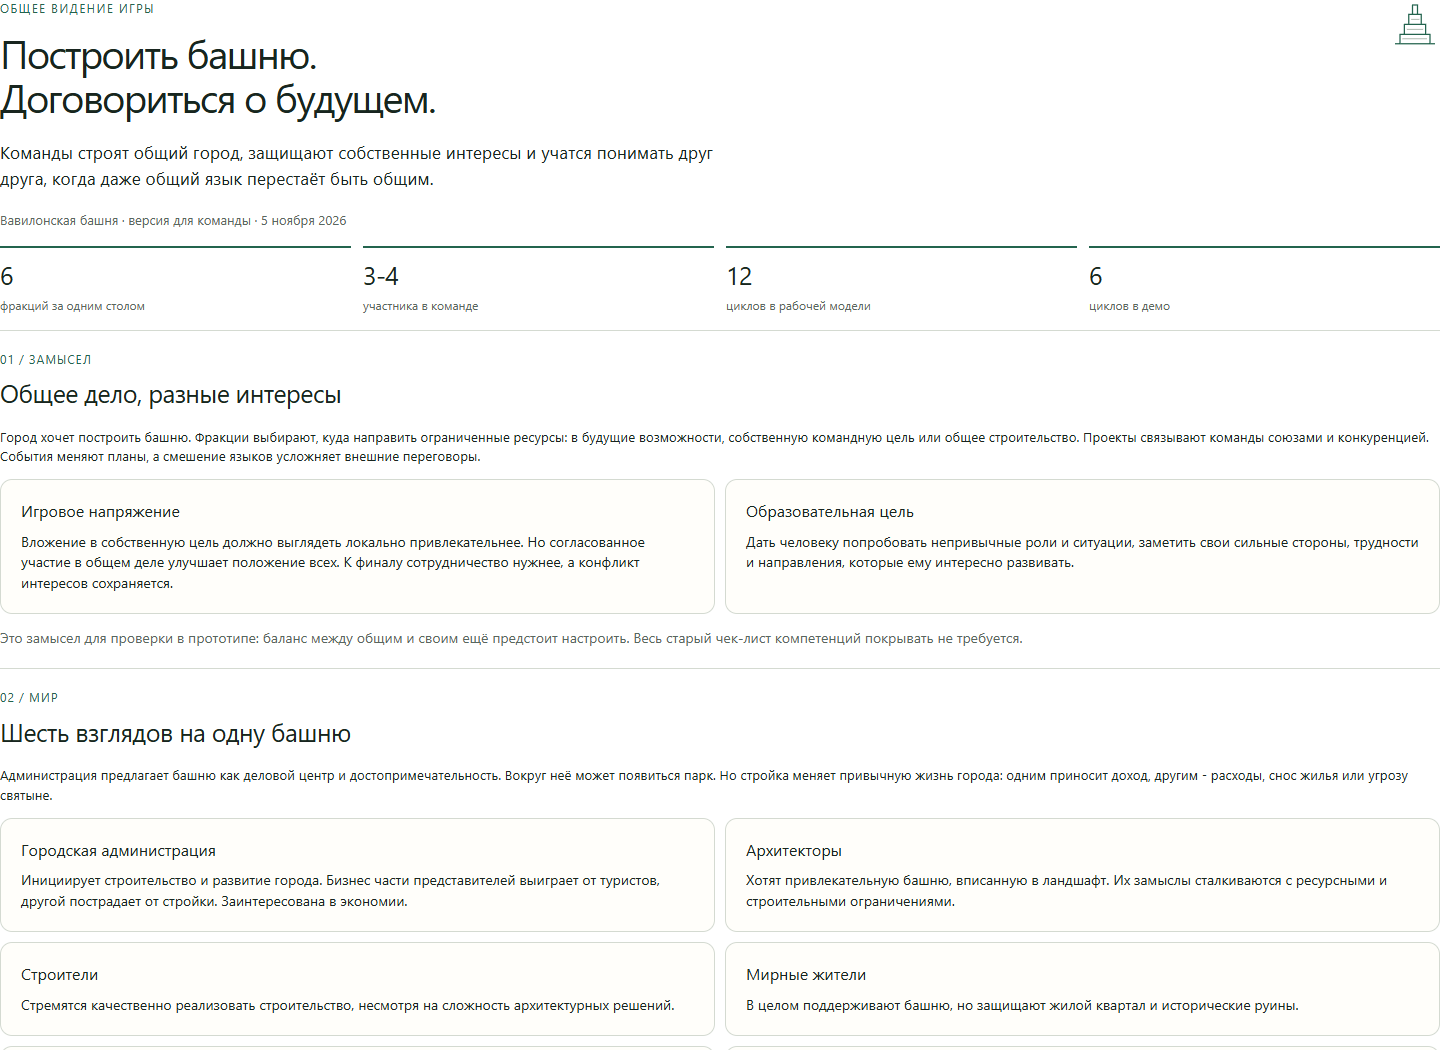 ОБЩЕЕ ВИДЕНИЕ ИГРЫ
Построить башню.
Договориться о будущем.
Команды строят общий город, защищают собственные интересы и учатся понимать друг
друга, когда даже общий язык перестаёт быть общим.
Вавилонская башня · версия для команды · 5 ноября 2026
6
фракций за одним столом
3-4
участника в команде
12
циклов в рабочей модели
6
циклов в демо
01 / ЗАМЫСЕЛ
Общее дело, разные интересы
Город хочет построить башню. Фракции выбирают, куда направить ограниченные ресурсы: в будущие возможности, собственную командную цель или общее строительство. Проекты связывают команды союзами и конкуренцией.
События меняют планы, а смешение языков усложняет внешние переговоры.
Игровое напряжение
Вложение в собственную цель должно выглядеть локально привлекательнее. Но согласованное
участие в общем деле улучшает положение всех. К финалу сотрудничество нужнее, а конфликт
интересов сохраняется.
Образовательная цель
Дать человеку попробовать непривычные роли и ситуации, заметить свои сильные стороны, трудности
и направления, которые ему интересно развивать.
Это замысел для проверки в прототипе: баланс между общим и своим ещё предстоит настроить. Весь старый чек-лист компетенций покрывать не требуется.
02 / МИР
Шесть взглядов на одну башню
Администрация предлагает башню как деловой центр и достопримечательность. Вокруг неё может появиться парк. Но стройка меняет привычную жизнь города: одним приносит доход, другим - расходы, снос жилья или угрозу
святыне.
Городская администрация
Инициирует строительство и развитие города. Бизнес части представителей выиграет от туристов,
другой пострадает от стройки. Заинтересована в экономии.
Архитекторы
Хотят привлекательную башню, вписанную в ландшафт. Их замыслы сталкиваются с ресурсными и
строительными ограничениями.
Строители
Стремятся качественно реализовать строительство, несмотря на сложность архитектурных решений.
Мирные жители
В целом поддерживают башню, но защищают жилой квартал и исторические руины.